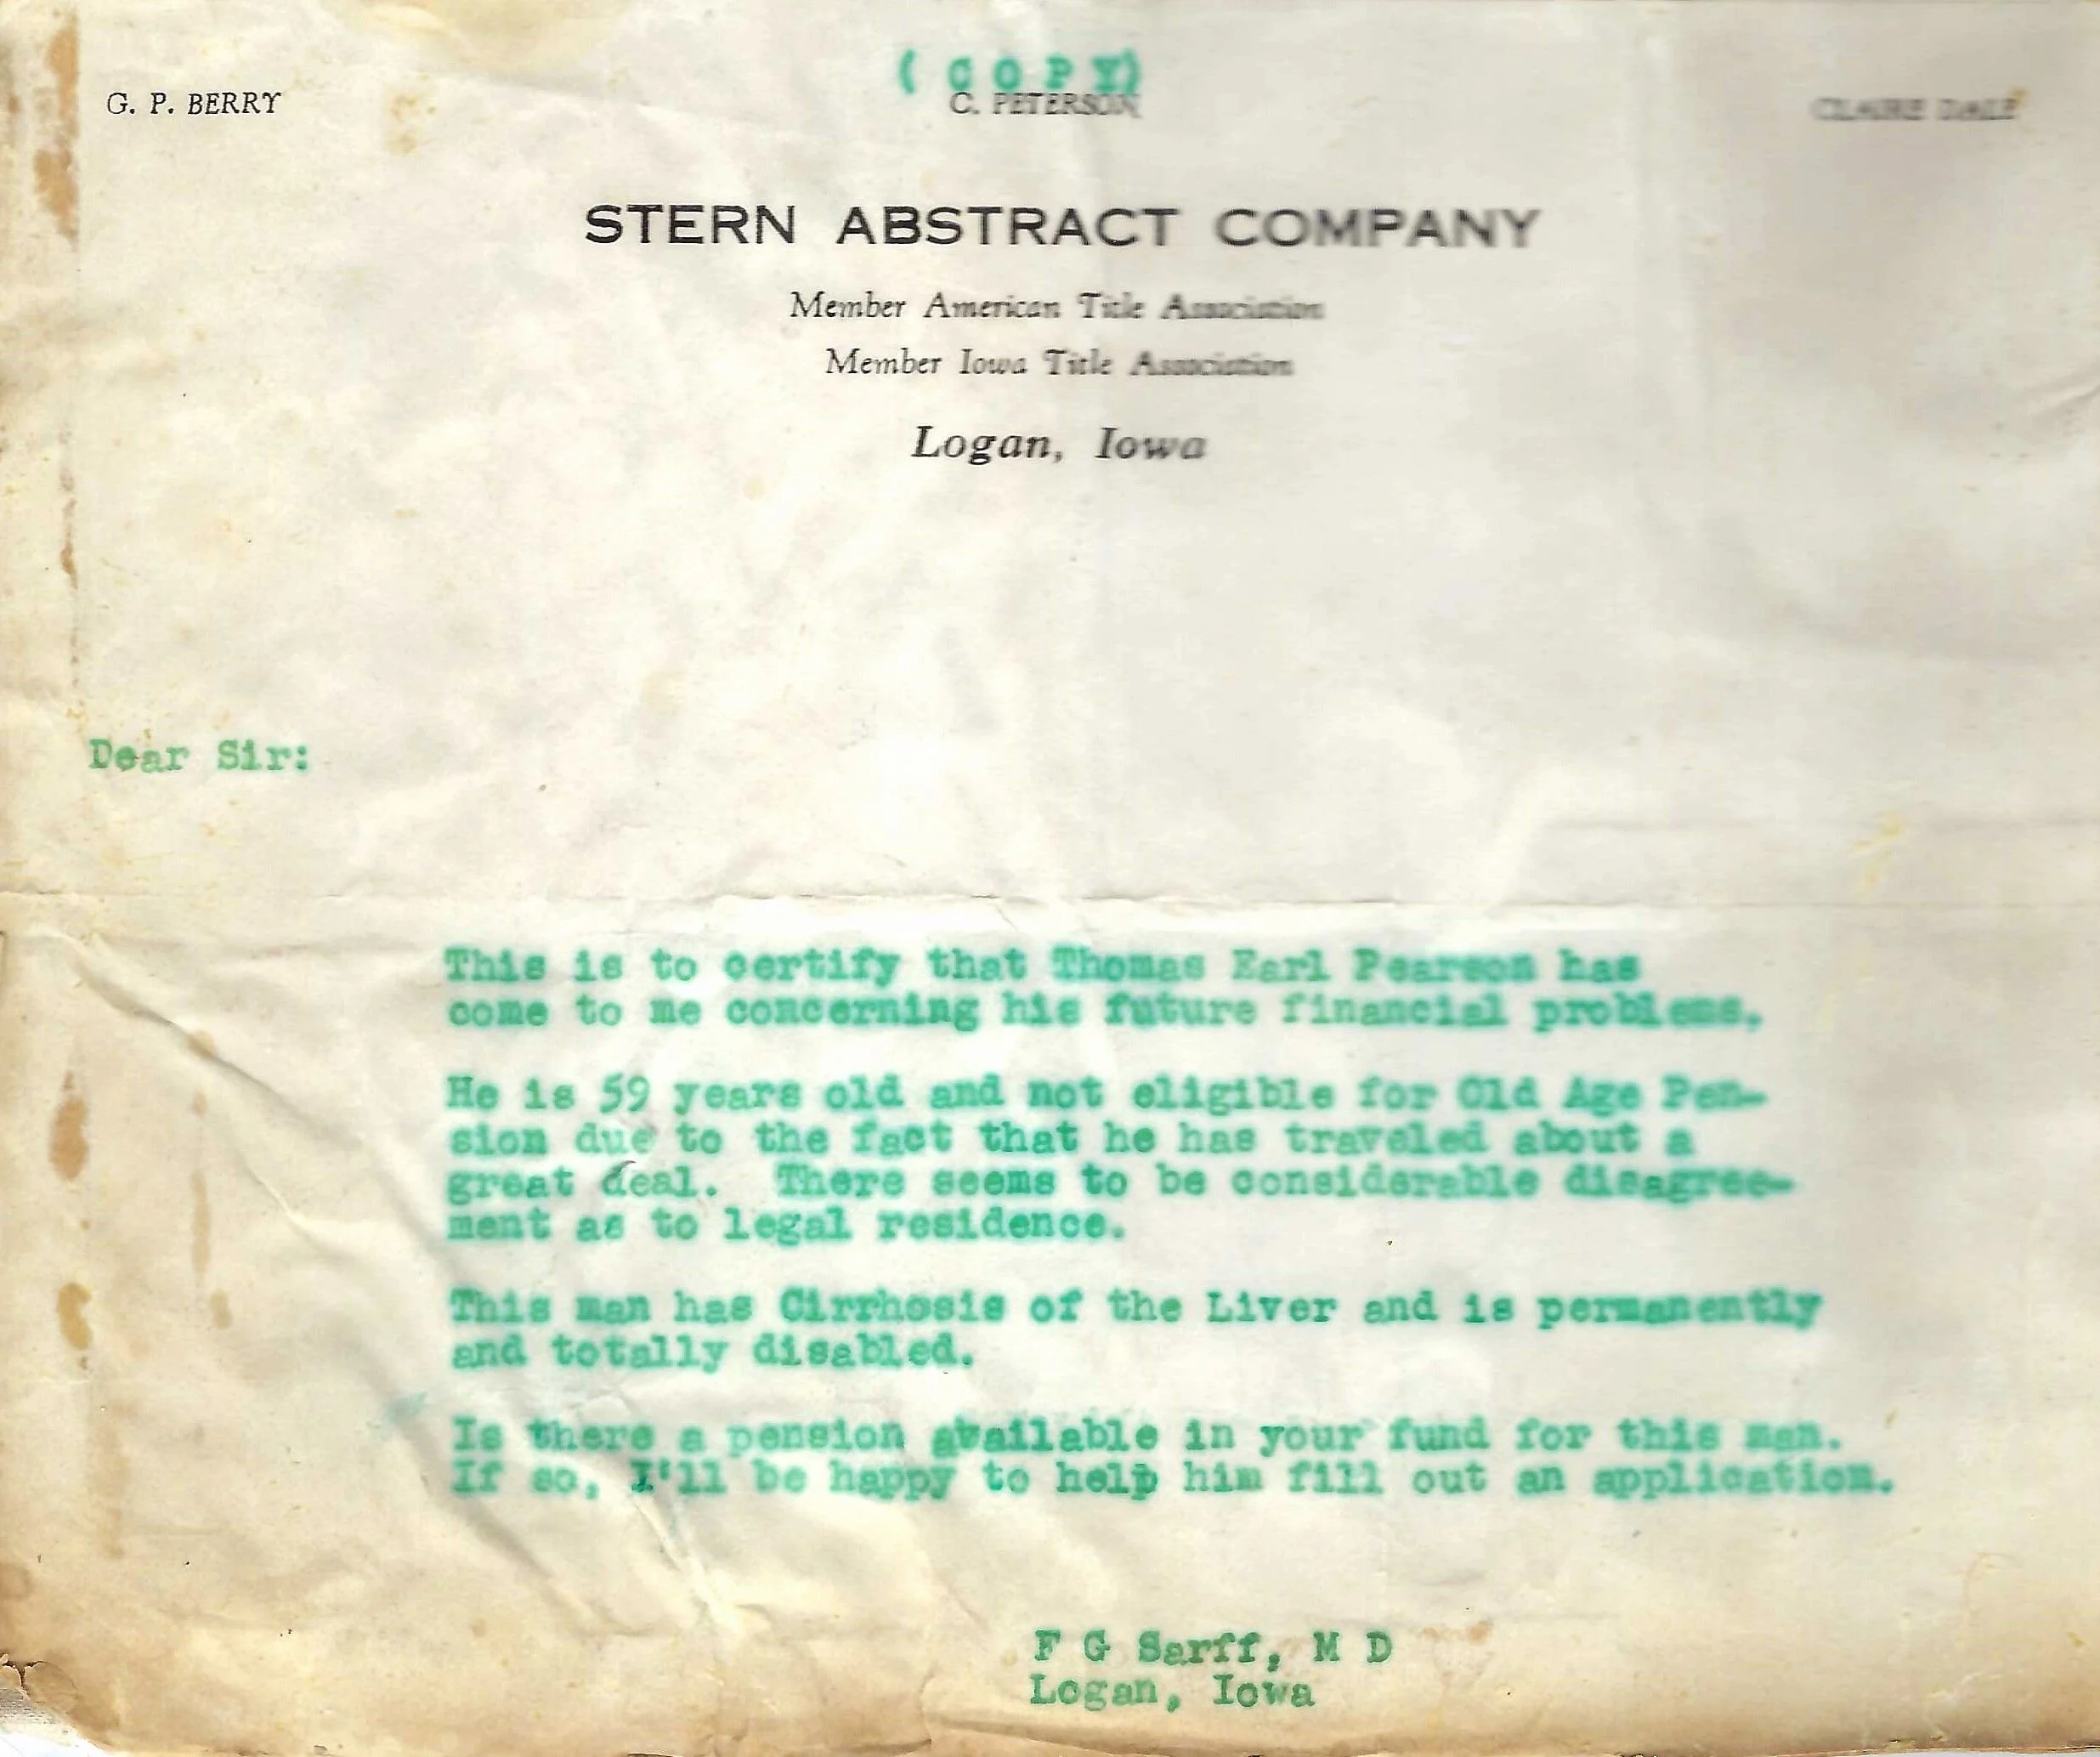 ( C O P Y)
G. P. BERRY C. PETERSON CLAIRE DALE
STERN ABSTRACT COMPANY
Member American Title Association
Member Iowa Title Association
Logan, Iowa
Dear Sir:
This is to certify that Thomas Earl Pearson has
come to me concerning his future financial problems.
He is 59 years old and not eligible for Old Age Pen-
sion due to the fact that he has traveled about a
great deal. There seems to be considerable disagree-
ment as to legal residence.
This man has Cirrhosis of the Liver and is permanently
and totally disabled.
Is there a pension available in your fund for this man.
If so, I'll be happy to help him fill out an application.
F G Sarff, M D
Logan, Iowa